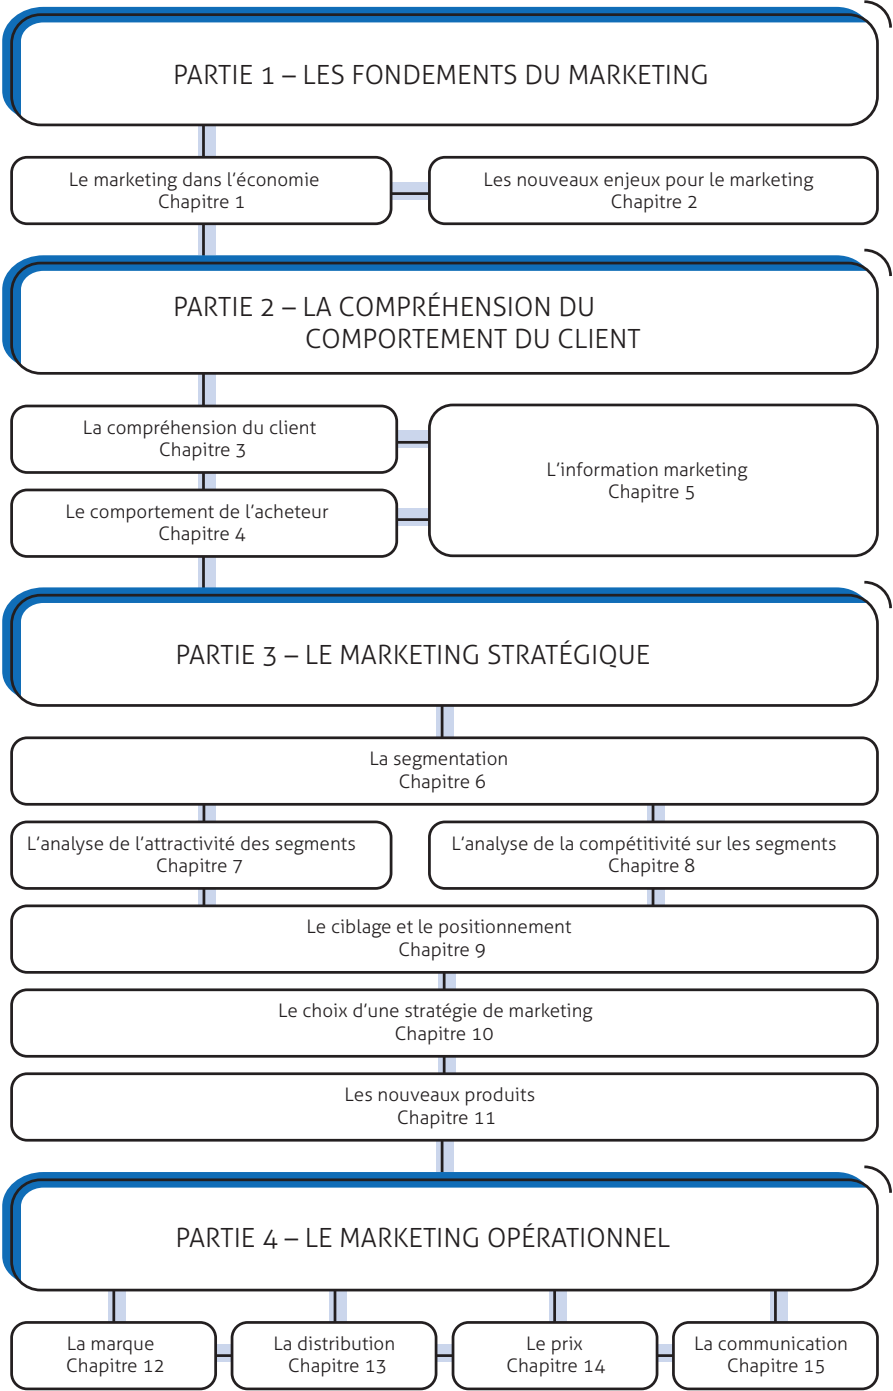 PARTIE 1 – LES FONDEMENTS DU MARKETING
Le marketing dans l’économie
Chapitre 1
Les nouveaux enjeux pour le marketing
Chapitre 2
PARTIE 2 – LA COMPRÉHENSION DU
COMPORTEMENT DU CLIENT
La compréhension du client
Chapitre 3
Le comportement de l’acheteur
Chapitre 4
L’information marketing
Chapitre 5
PARTIE 3 – LE MARKETING STRATÉGIQUE
La segmentation
Chapitre 6
L’analyse de l’attractivité des segments
Chapitre 7
L’analyse de la compétitivité sur les segments
Chapitre 8
Le ciblage et le positionnement
Chapitre 9
Le choix d’une stratégie de marketing
Chapitre 10
Les nouveaux produits
Chapitre 11
PARTIE 4 – LE MARKETING OPÉRATIONNEL
La marque
Chapitre 12
La distribution
Chapitre 13
Le prix
Chapitre 14
La communication
Chapitre 15